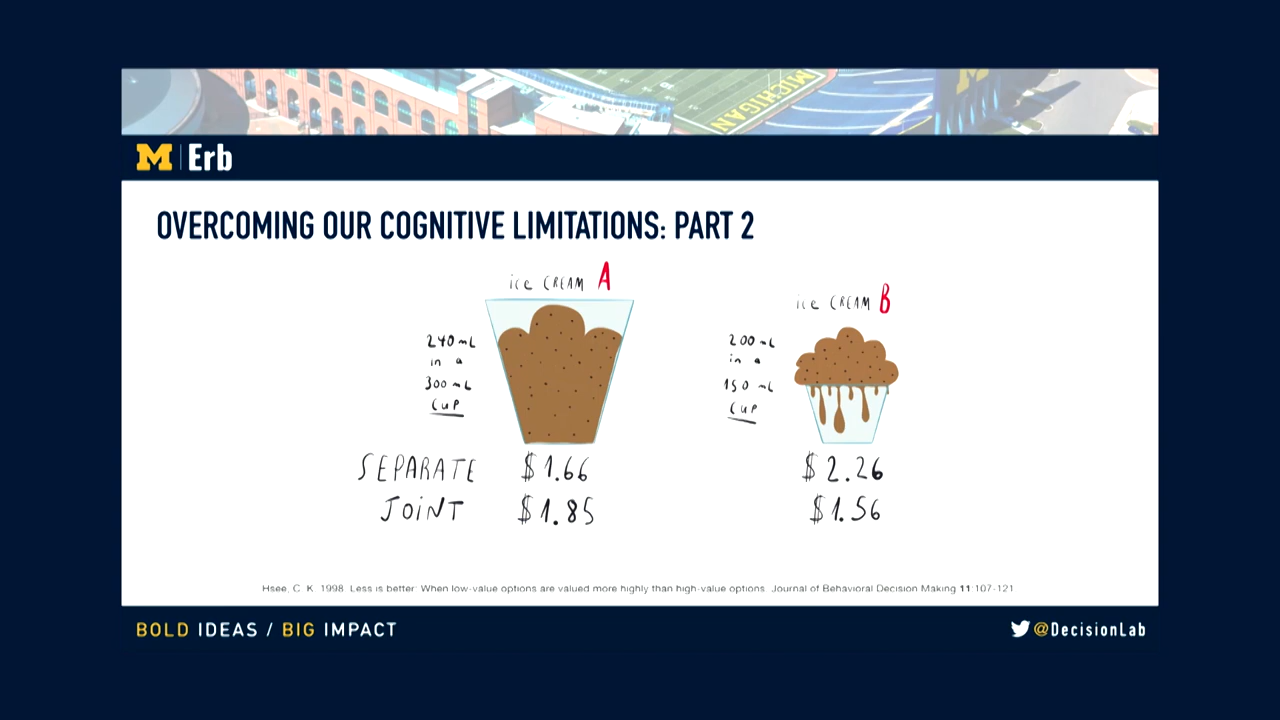 MICHIGAN
M
M | Erb
OVERCOMING OUR COGNITIVE LIMITATIONS: PART 2
ice CREAM A
ice CREAM B
240 mL
in a
300 mL
CUP
200 mL
in a
150 mL
CUP
SEPARATE $1.66 $2.26
JOiNT $1.85 $1.56
Hsee, C. K. 1998. Less is better: When low-value options are valued more highly than high-value options. Journal of Behavioral Decision Making 11:107-121
BOLD IDEAS / BIG IMPACT
@DecisionLab